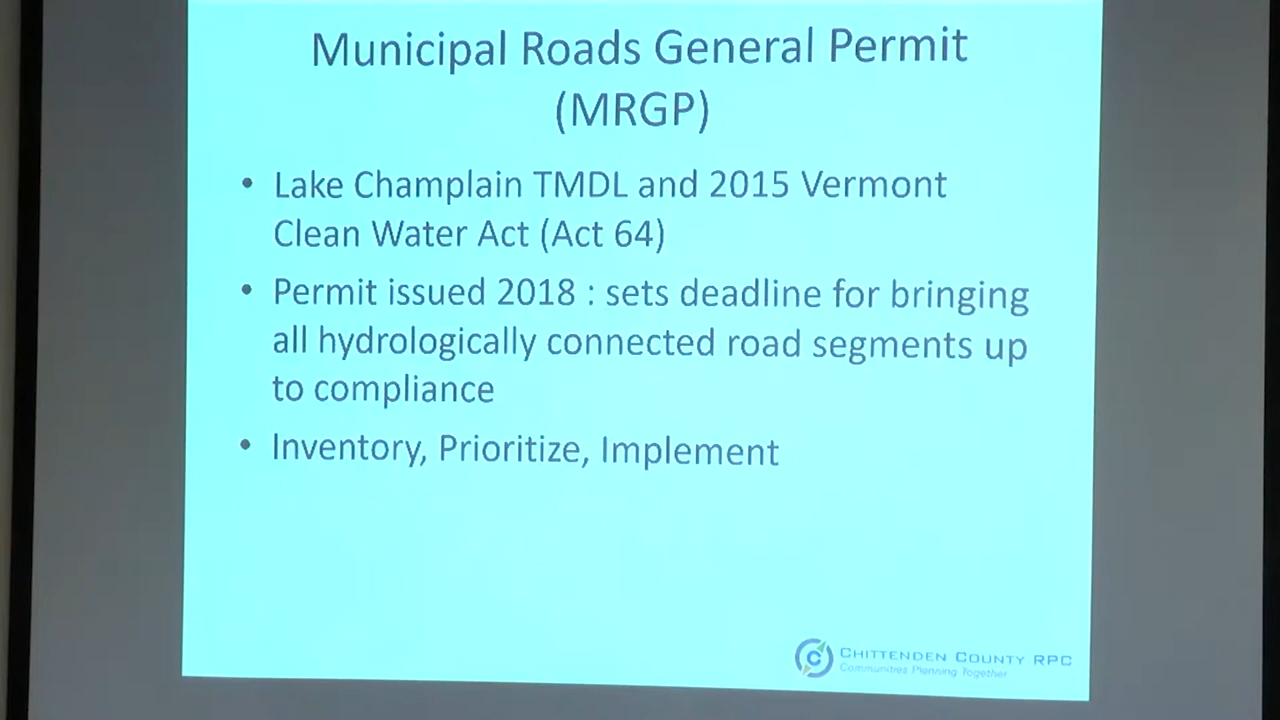 Municipal Roads General Permit
(MRGP)
• Lake Champlain TMDL and 2015 Vermont
Clean Water Act (Act 64)
• Permit issued 2018 : sets deadline for bringing
all hydrologically connected road segments up
to compliance
• Inventory, Prioritize, Implement
C
CHITTENDEN COUNTY RPC
Communities Planning Together